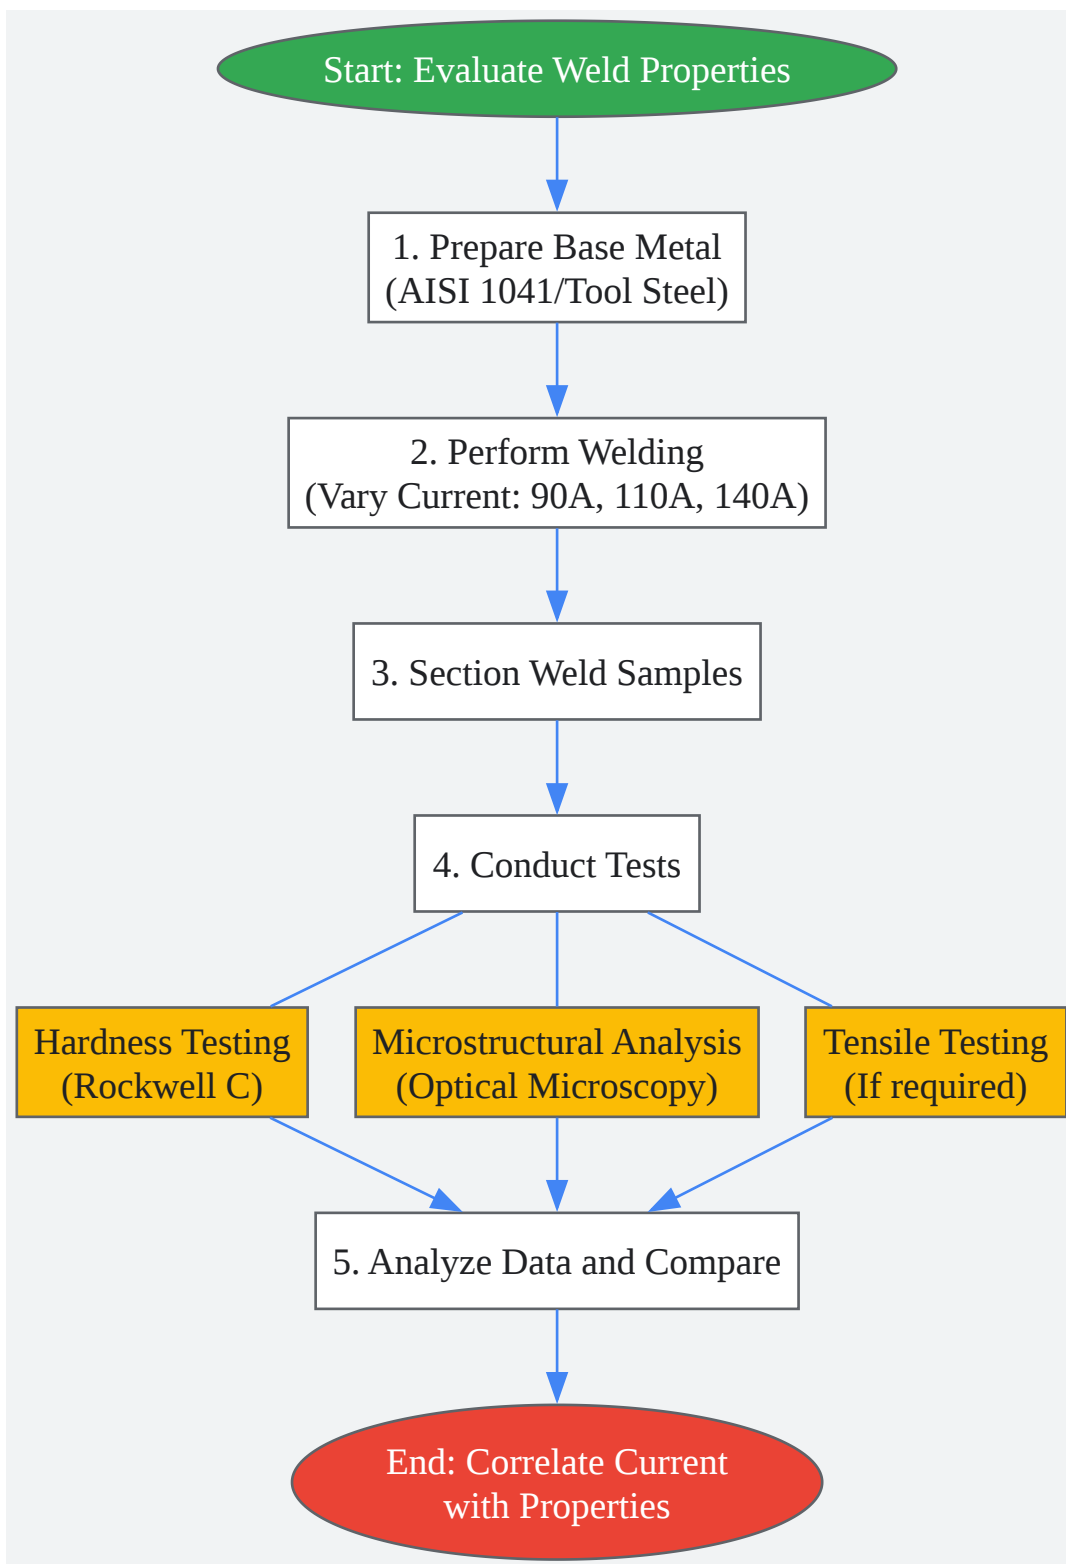 Start: Evaluate Weld Properties
1. Prepare Base Metal
(AISI 1041/Tool Steel)
2. Perform Welding
(Vary Current: 90A, 110A, 140A)
3. Section Weld Samples
4. Conduct Tests
Hardness Testing
(Rockwell C)
Microstructural Analysis
(Optical Microscopy)
Tensile Testing
(If required)
5. Analyze Data and Compare
End: Correlate Current
with Properties